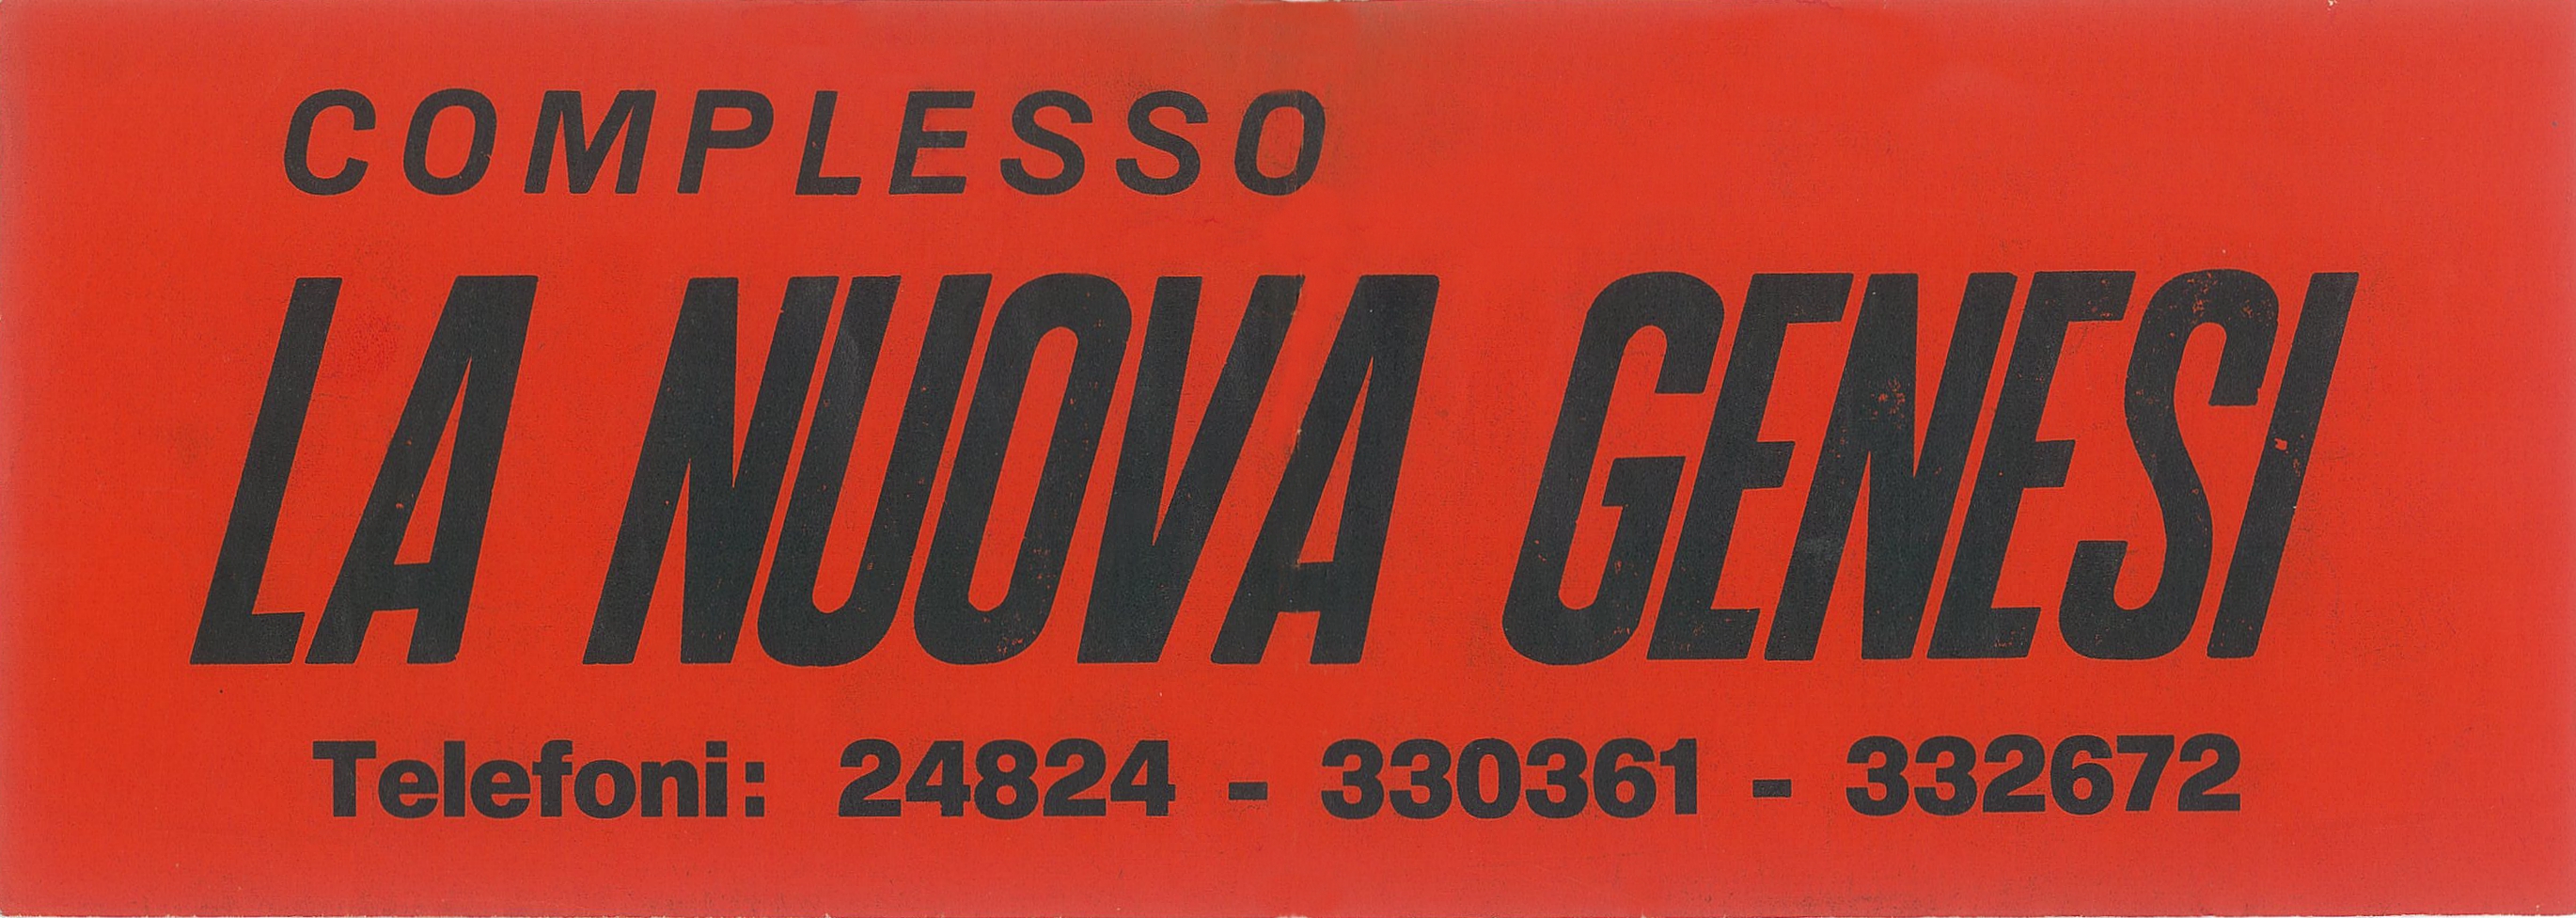 COMPLESSO
LA NUOVA GENESI
Telefoni: 24824 - 330361 - 332672